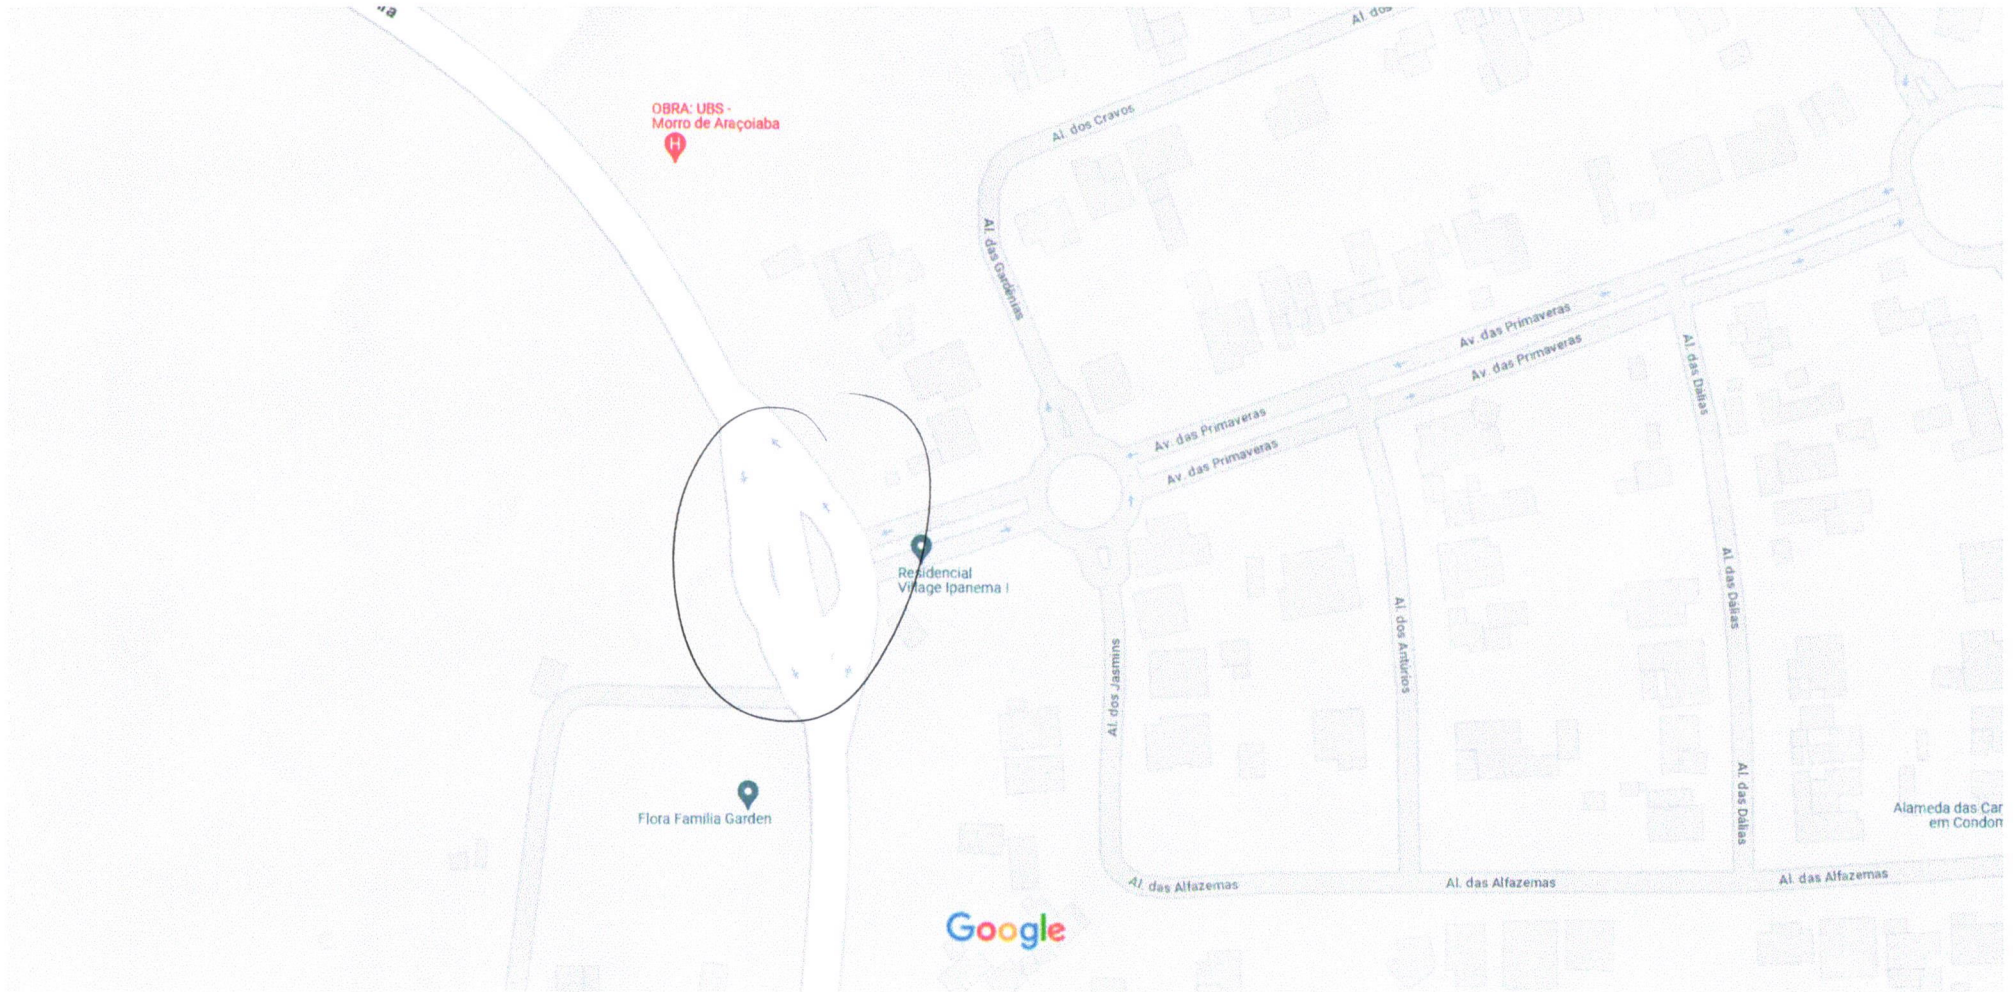 OBRA: UBS -
Morro de Araçoiaba
Al. dos
Al. dos Cravos
Al. das Gardênias
Av. das Primaveras
Av. das Primaveras
Av. das Primaveras
Av. das Primaveras
Al. das Dálias
Residencial
Village Ipanema I
Al. das Dálias
Al. dos Antúrios
Al. dos Jasmins
Flora Família Garden
Al. das Dálias
Alameda das Car
em Condom
Al. das Alfazemas
Al. das Alfazemas
Al. das Alfazemas
Google